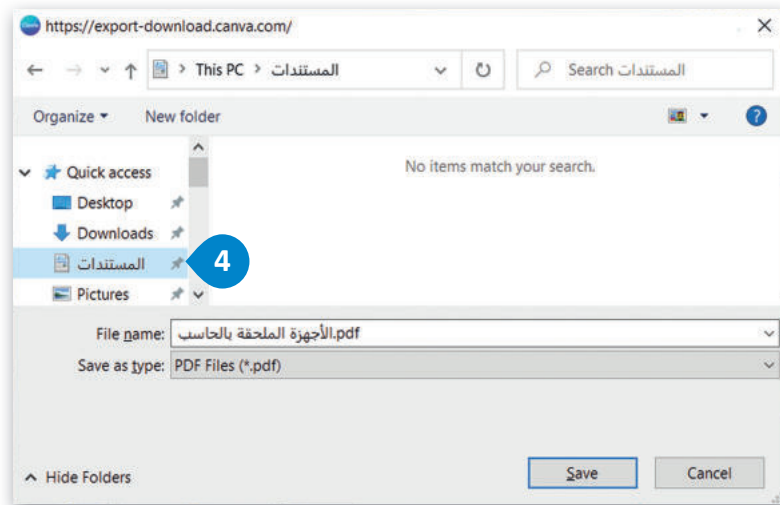 https://export-download.canva.com/
This PC > المستندات
Search المستندات
Organize
New folder
Quick access
No items match your search.
Desktop
Downloads
المستندات
4
Pictures
File name: الأجهزة الملحقة بالحاسب.pdf
Save as type: PDF Files (*.pdf)
Hide Folders
Save
Cancel